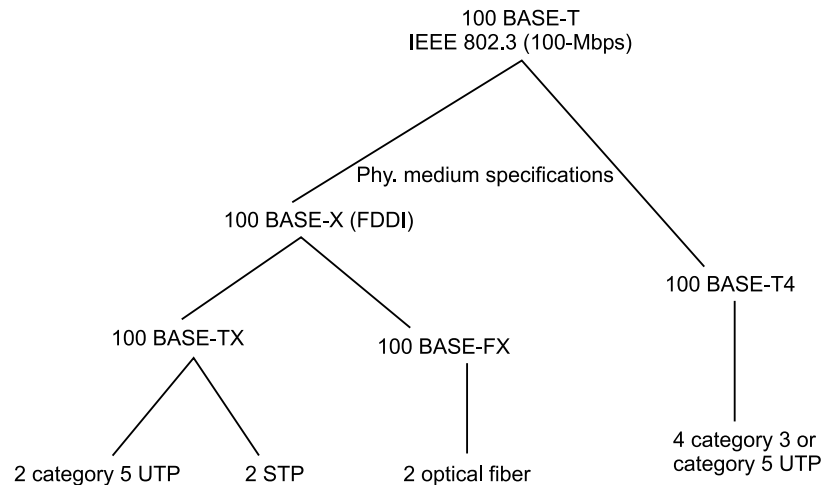 100 BASE-T
IEEE 802.3 (100-Mbps)
Phy. medium specifications
100 BASE-X (FDDI)
100 BASE-T4
100 BASE-TX
100 BASE-FX
2 category 5 UTP
2 STP
2 optical fiber
4 category 3 or
category 5 UTP